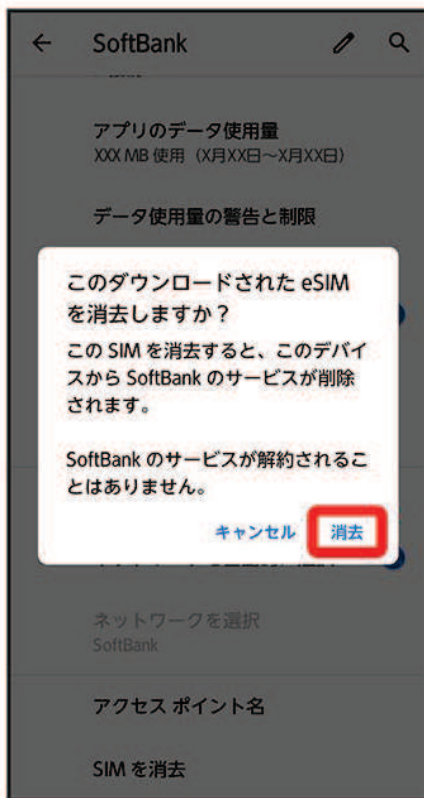 SoftBank
アプリのデータ使用量
XXX MB 使用（X月XX日～X月XX日）
データ使用量の警告と制限
このダウンロードされた eSIM
を消去しますか？
この SIM を消去すると、このデバイ
スから SoftBank のサービスが削除
されます。
SoftBank のサービスが解約されるこ
とはありません。
キャンセル 消去
ネットワークを選択
SoftBank
アクセス ポイント名
SIM を消去